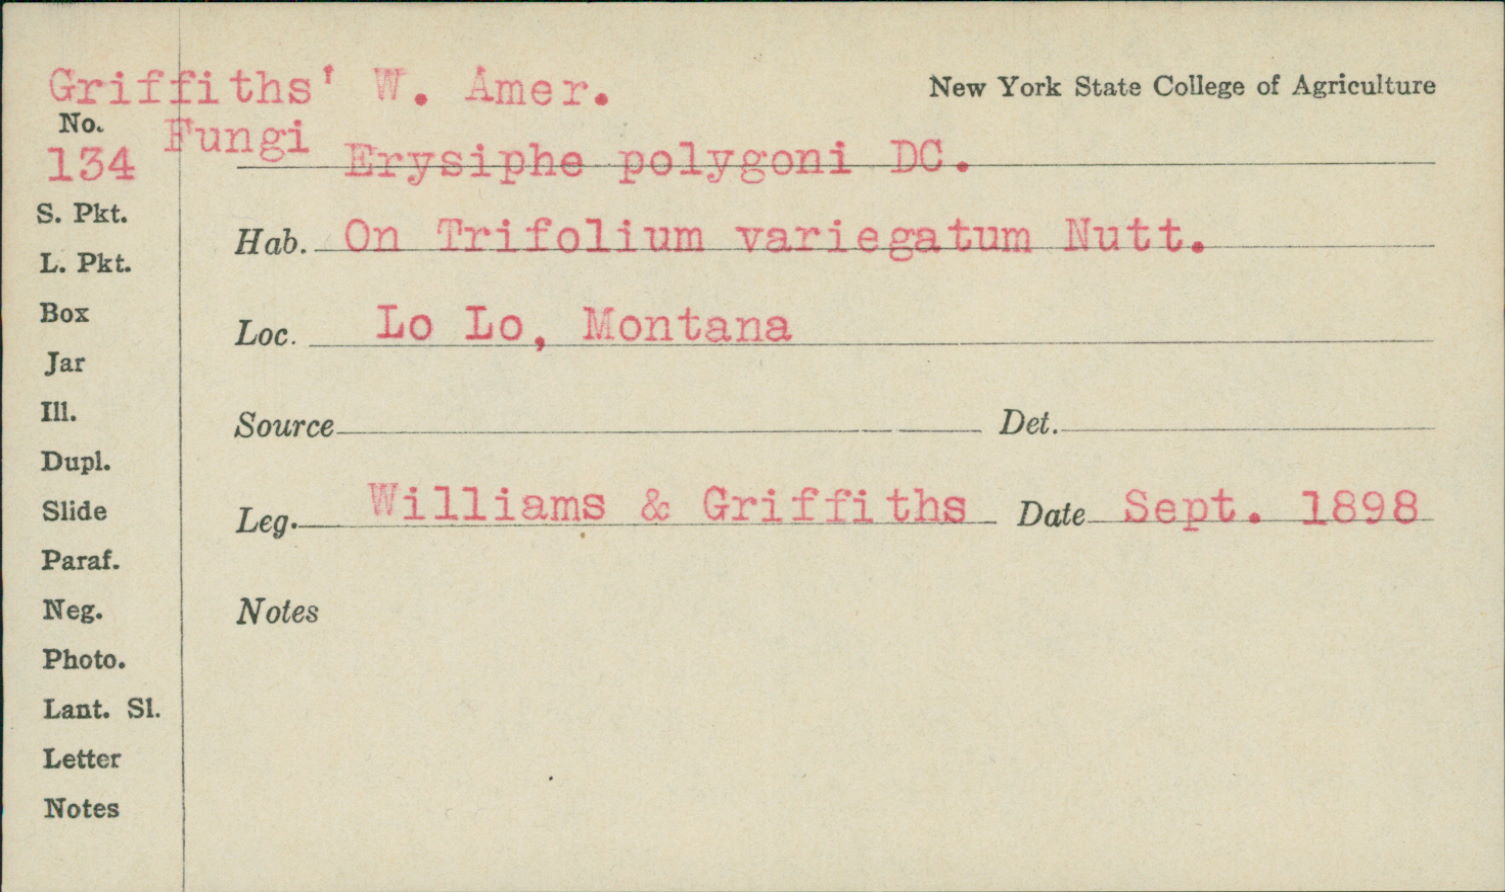 Griffiths' W. Amer.
New York State College of Agriculture
No.
Fungi
134
Erysiphe polygoni DC.
S. Pkt.
Hab. On Trifolium variegatum Nutt.
L. Pkt.
Box
Loc. Lo Lo, Montana
Jar
Ill.
Source
Det.
Dupl.
Slide
Leg. Williams & Griffiths
Date Sept. 1898
Paraf.
Neg.
Notes
Photo.
Lant. Sl.
Letter
Notes